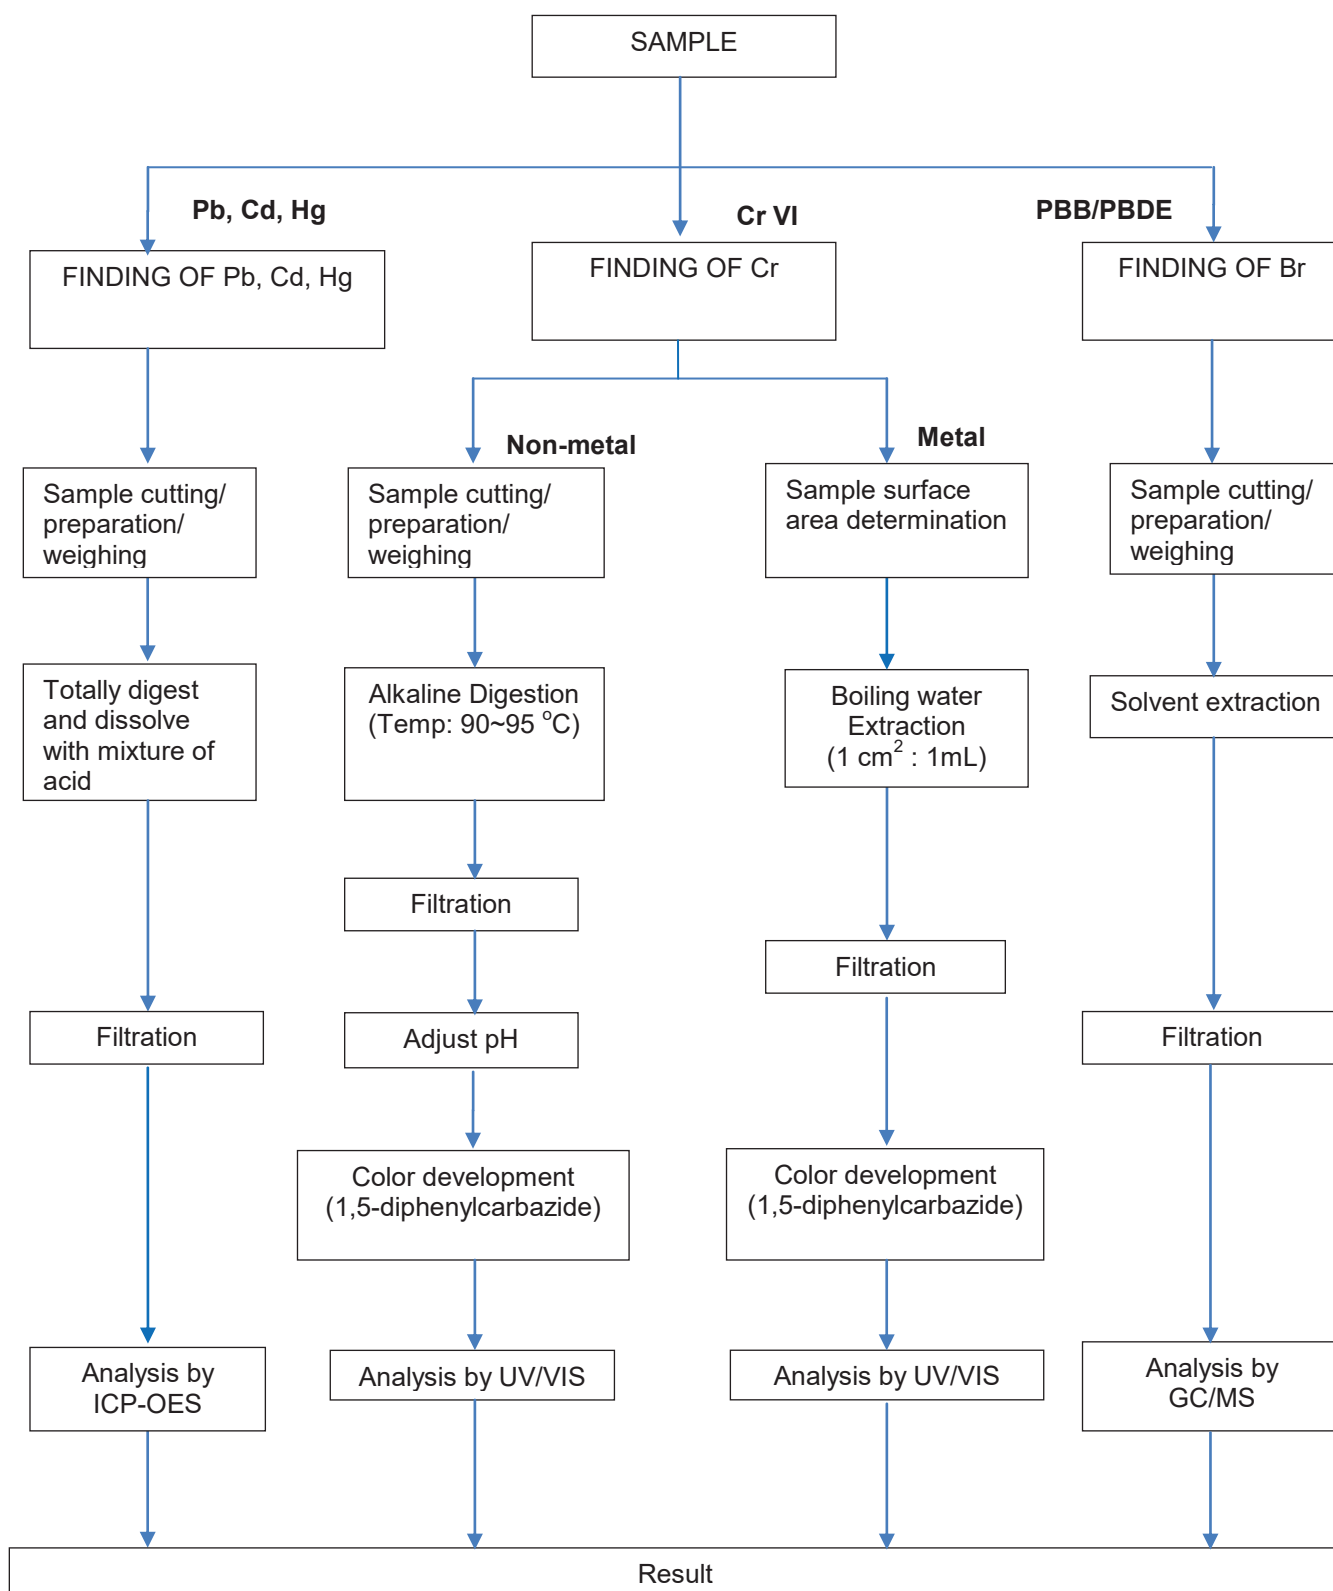 SAMPLE
Pb, Cd, Hg
Cr VI
PBB/PBDE
FINDING OF Pb, Cd, Hg
FINDING OF Cr
FINDING OF Br
Non-metal
Metal
Sample cutting/
preparation/
weighing
Sample cutting/
preparation/
weighing
Sample surface
area determination
Sample cutting/
preparation/
weighing
Totally digest
and dissolve
with mixture of
acid
Alkaline Digestion
(Temp: 90~95 °C)
Boiling water
Extraction
(1 cm² : 1mL)
Solvent extraction
Filtration
Filtration
Filtration
Adjust pH
Filtration
Color development
(1,5-diphenylcarbazide)
Color development
(1,5-diphenylcarbazide)
Analysis by
ICP-OES
Analysis by UV/VIS
Analysis by UV/VIS
Analysis by
GC/MS
Result